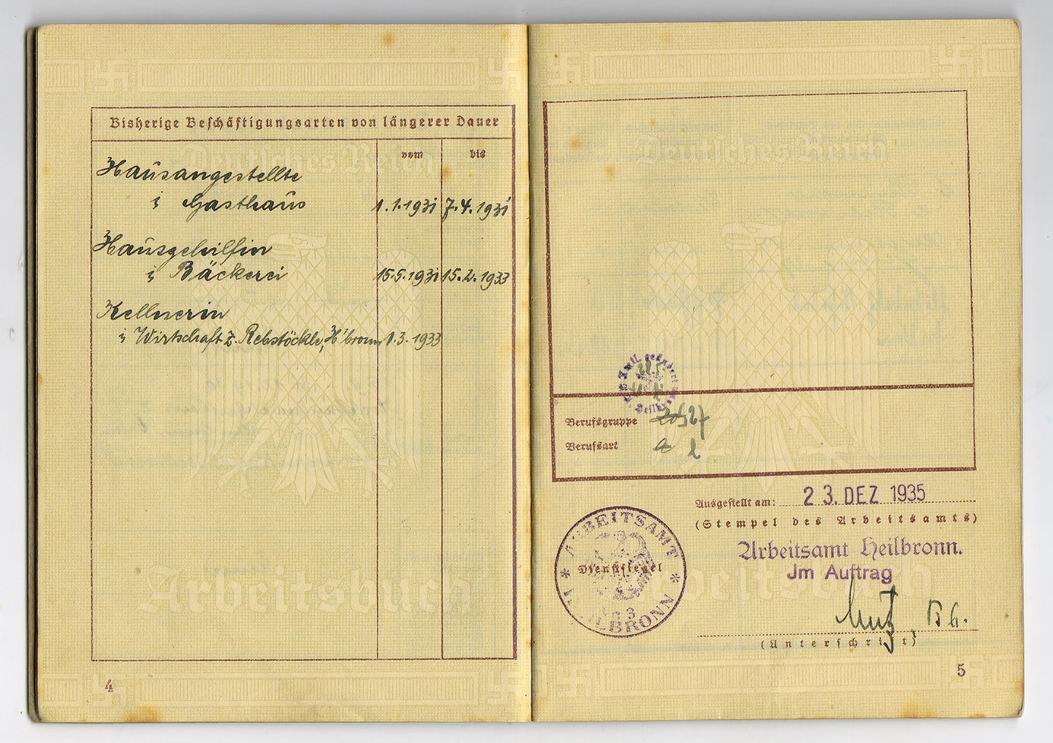 Bisherige Beschäftigungsarten von längerer Dauer
vom bis
Hausangestellte
i Gasthaus 1.1.1931 7.4.1931
Hausgehilfin
i Bäckerei 15.5.1931 15.2.1933
Kellnerin
i Wirtschaft z. Rebstöckle, H'bronn 1.3.1933
4
Deutsches Reich
Arbeitsbuch
Deutsches Reich
Berufsgruppe
Berufsart a 2
Ausgestellt am: 23. DEZ 1935
(Stempel des Arbeitsamts)
Arbeitsamt Heilbronn.
Jm Auftrag
ARBEITSAMT
Dienstsiegel
HEILBRONN
(Unterschrift)
5